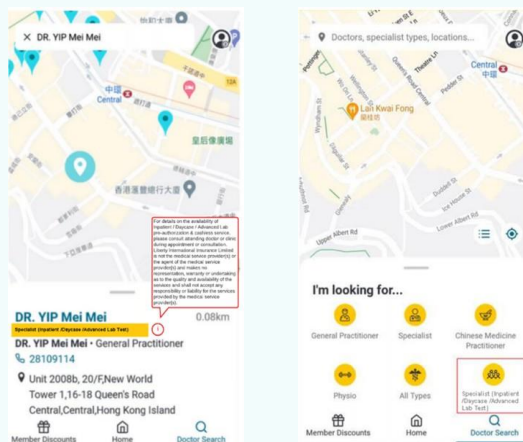 × DR. YIP Mei Mei
中環
Central
皇后像廣場
香港滙豐總行大廈
For details on the availability of
Inpatient / Daycase / Advanced Lab
pre-authorization & cashless service,
please consult attending doctor or clinic
during appointment or consultation.
Liberty International Insurance Limited
is not the medical service provider(s) or
the agent of the medical service
provider(s) and makes no
representation, warranty or undertaking
as to the quality and availability of the
services and shall not accept any
responsibility or liability for the services
provided by the medical service
provider(s).
DR. YIP Mei Mei 0.08km
Specialist (Inpatient /Daycase /Advanced Lab Test)
DR. YIP Mei Mei • General Practitioner
28109114
Unit 2008b, 20/F,New World
Tower 1,16-18 Queen's Road
Central,Central,Hong Kong Island
Member Discounts Home Doctor Search
Doctors, specialist types, locations...
Theatre Ln
Queen's Road Central
Pedder St
Central
中環
Wellington St
Wyndham St
Lan Kwai Fong
蘭桂坊
D'Aguilar St
Glenealy
Duddell St
Ice House St
Lower Albert Rd
Upper Albert Rd
I'm looking for...
General Practitioner
Specialist
Chinese Medicine
Practitioner
Physio
All Types
Specialist (Inpatient
/Daycase /Advanced
Lab Test)
Member Discounts Home Doctor Search